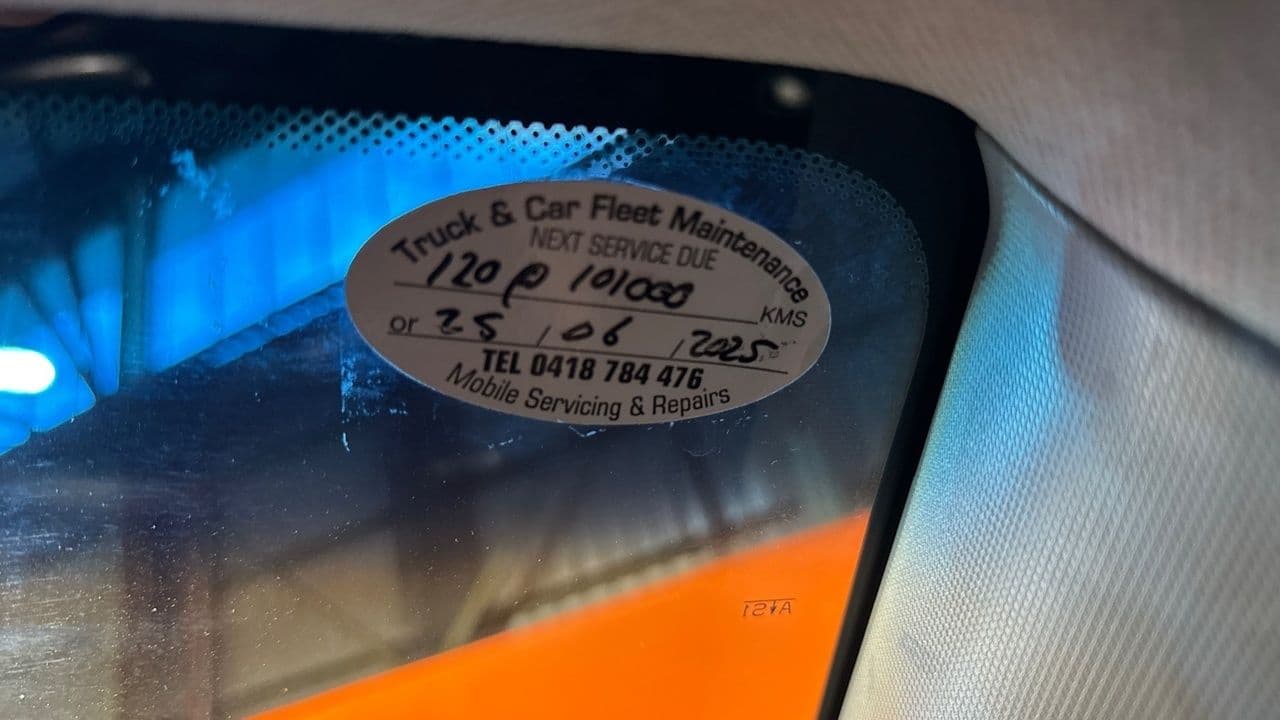 Truck & Car Fleet Maintenance
NEXT SERVICE DUE
120 @ 101000 KMS
or 25 / 06 / 2025
TEL 0418 784 476
Mobile Servicing & Repairs